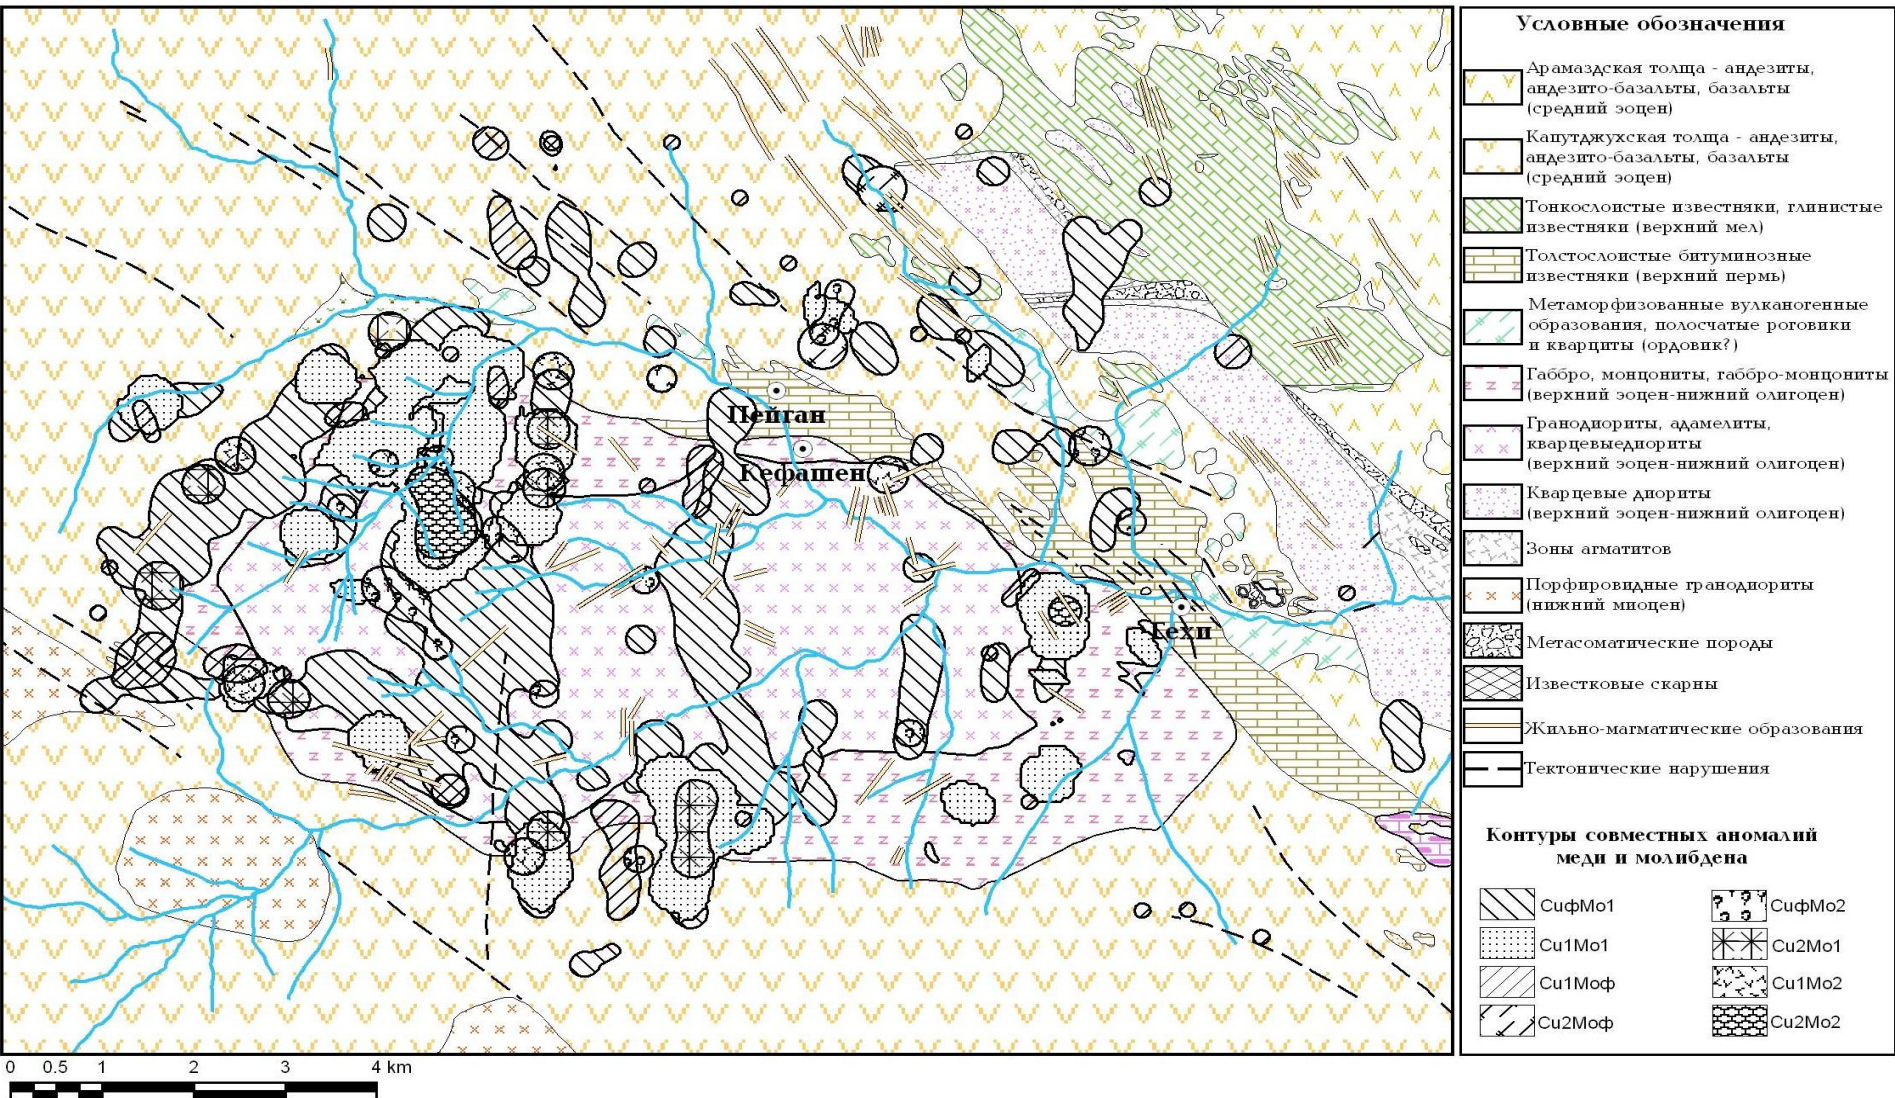 Условные обозначения
Арамаздская толща - андезиты,
андезито-базальты, базальты
(средний эоцен)
Капутджухская толща - андезиты,
андезито-базальты, базальты
(средний эоцен)
Тонкослоистые известняки, глинистые
известняки (верхний мел)
Толстослоистые битуминозные
известняки (верхний пермь)
Метаморфизованные вулканогенные
образования, полосчатые роговики
и кварциты (ордовик?)
Габбро, монцониты, габбро-монцониты
(верхний эоцен-нижний олигоцен)
Гранодиориты, адамелиты,
кварцевыедиориты
(верхний эоцен-нижний олигоцен)
Кварцевые диориты
(верхний эоцен-нижний олигоцен)
Зоны агматитов
Порфировидные гранодиориты
(нижний миоцен)
Метасоматические породы
Известковые скарны
Жильно-магматические образования
Тектонические нарушения
Контуры совместных аномалий
меди и молибдена
CuфMo1
CuфMo2
Cu1Mo1
Cu2Mo1
Cu1Moф
Cu1Mo2
Cu2Moф
Cu2Mo2
Пейган
Кефашен
Гехи
0 0.5 1 2 3 4 km